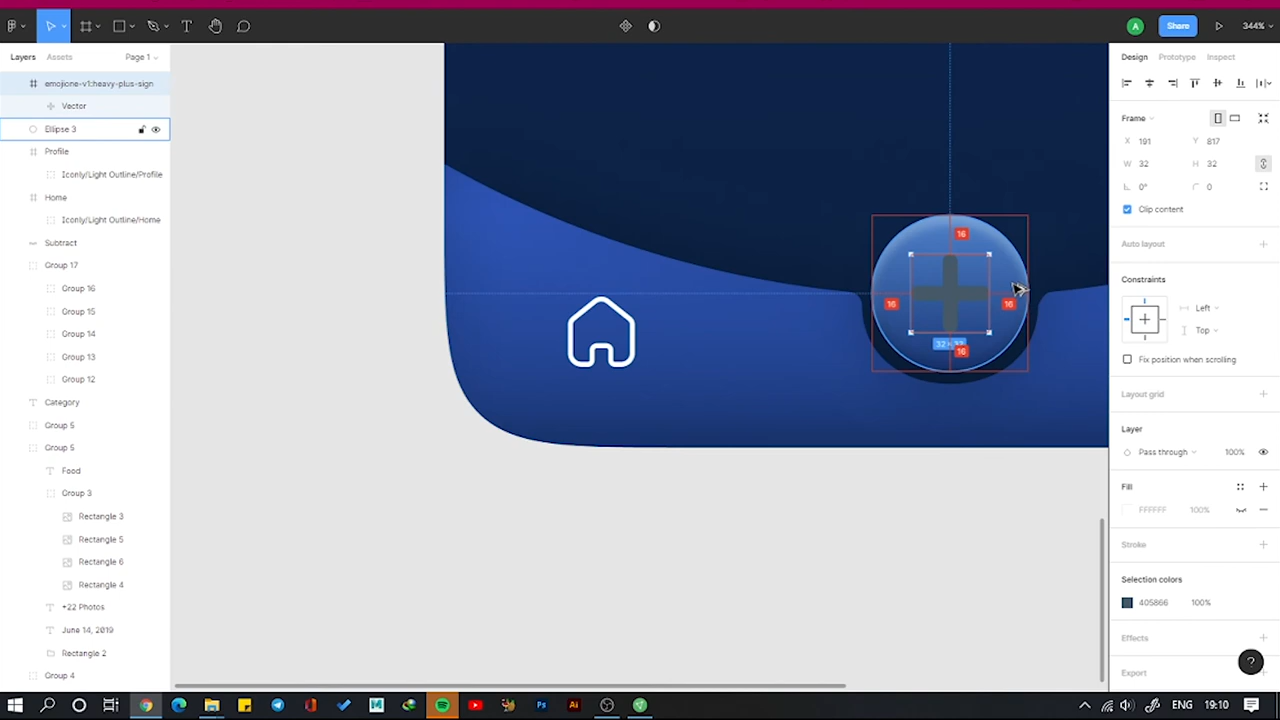 A
Share
344%
Layers
Assets
Page 1
Design
Prototype
Inspect
emojione-v1:heavy-plus-sign
Vector
Ellipse 3
Profile
Iconly/Light Outline/Profile
Home
Iconly/Light Outline/Home
Subtract
Group 17
Group 16
Group 15
Group 14
Group 13
Group 12
Category
Group 5
Group 5
Food
Group 3
Rectangle 3
Rectangle 5
Rectangle 6
Rectangle 4
+22 Photos
June 14, 2019
Rectangle 2
Group 4
16
16
16
16
Frame
X 191
Y 817
W 32
H 32
0°
0
Clip content
Auto layout
Constraints
Left
Top
Fix position when scrolling
Layout grid
Layer
Pass through
100%
Fill
FFFFFF
100%
Stroke
Selection colors
405866
100%
Effects
Export
?
Ps
Ai
ENG
19:10